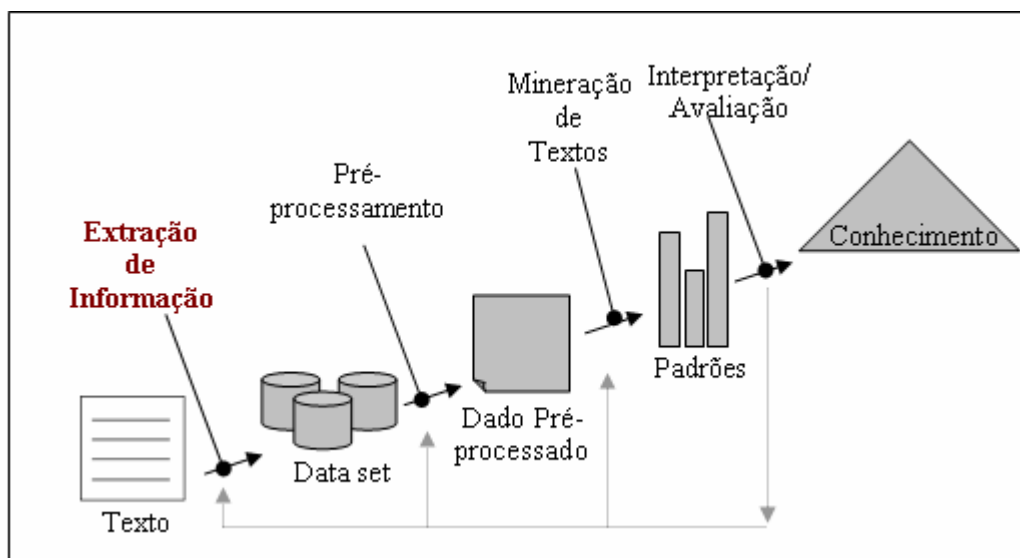 Extração
de
Informação
Pré-
processamento
Mineração
de
Textos
Interpretação/
Avaliação
Texto
Data set
Dado Pré-
processado
Padrões
Conhecimento